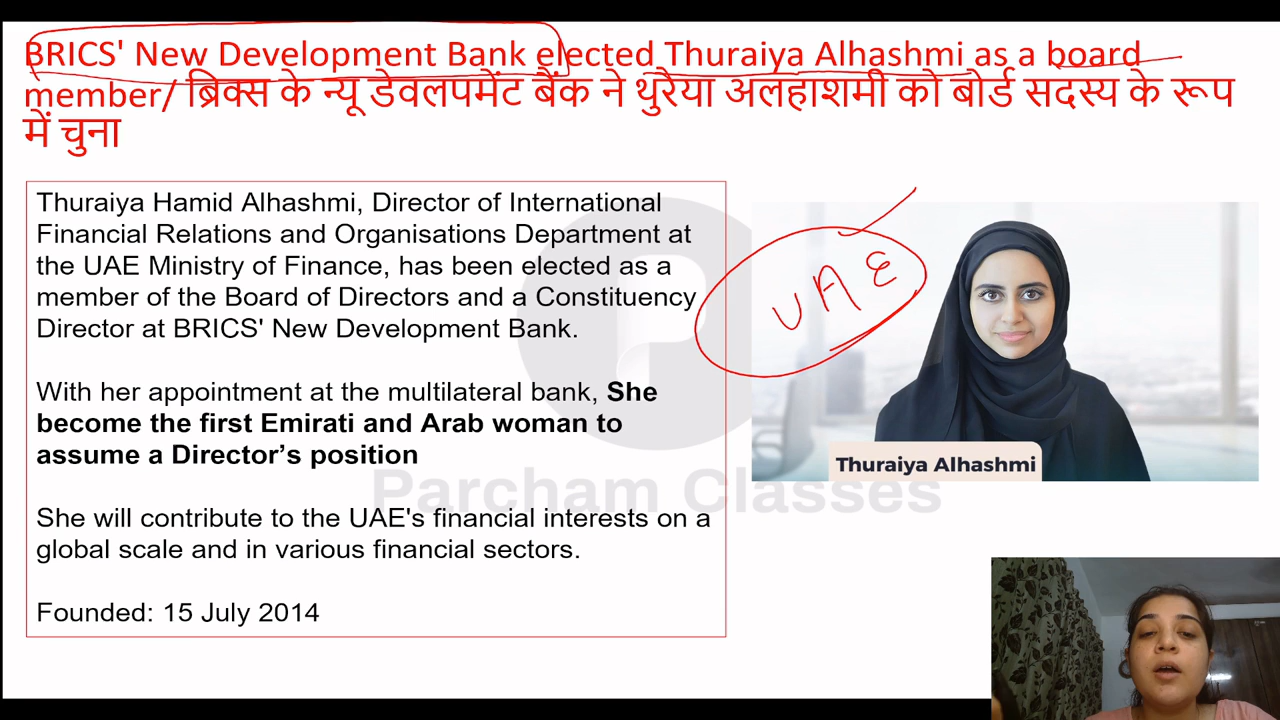 BRICS' New Development Bank elected Thuraiya Alhashmi as a board
member/ ब्रिक्स के न्यू डेवलपमेंट बैंक ने थुरैया अलहाशमी को बोर्ड सदस्य के रूप
में चुना
Thuraiya Hamid Alhashmi, Director of International
Financial Relations and Organisations Department at
the UAE Ministry of Finance, has been elected as a
member of the Board of Directors and a Constituency
Director at BRICS' New Development Bank.
With her appointment at the multilateral bank, She
become the first Emirati and Arab woman to
assume a Director’s position
She will contribute to the UAE's financial interests on a
global scale and in various financial sectors.
Founded: 15 July 2014
UAE
Thuraiya Alhashmi
Parcham Classes